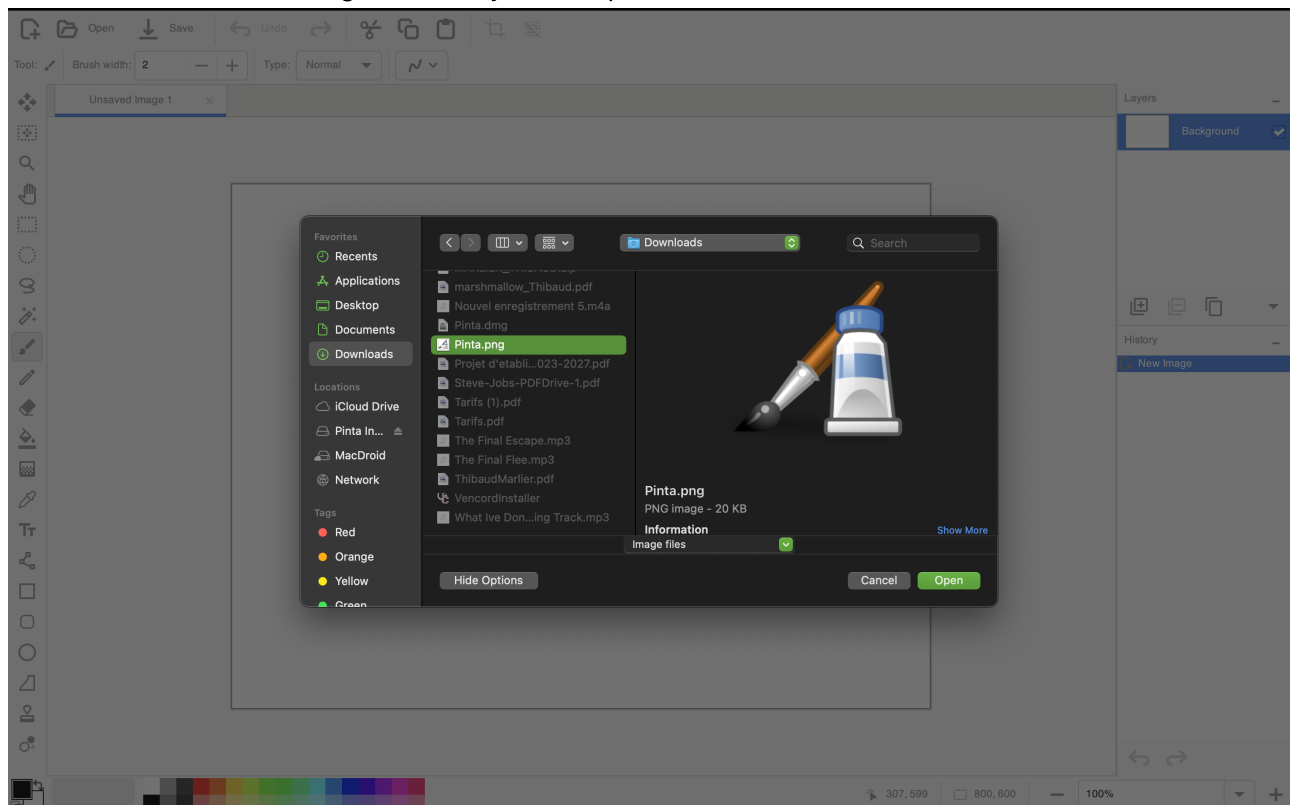 Open Save Undo
Tool: Brush width: 2 Type: Normal
Unsaved Image 1
Layers
Background
History
New Image
Favorites
Recents
Applications
Desktop
Documents
Downloads
Locations
iCloud Drive
Pinta In...
MacDroid
Network
Tags
Red
Orange
Yellow
Green
Downloads
Search
marshmallow_Thibaud.pdf
Nouvel enregistrement 5.m4a
Pinta.dmg
Pinta.png
Projet d'etabli...023-2027.pdf
Steve-Jobs-PDFDrive-1.pdf
Tarifs (1).pdf
Tarifs.pdf
The Final Escape.mp3
The Final Flee.mp3
ThibaudMarlier.pdf
VencordInstaller
What Ive Don...ing Track.mp3
Pinta.png
PNG image - 20 KB
Information Show More
Image files
Hide Options Cancel Open
307, 599 800, 600 100%